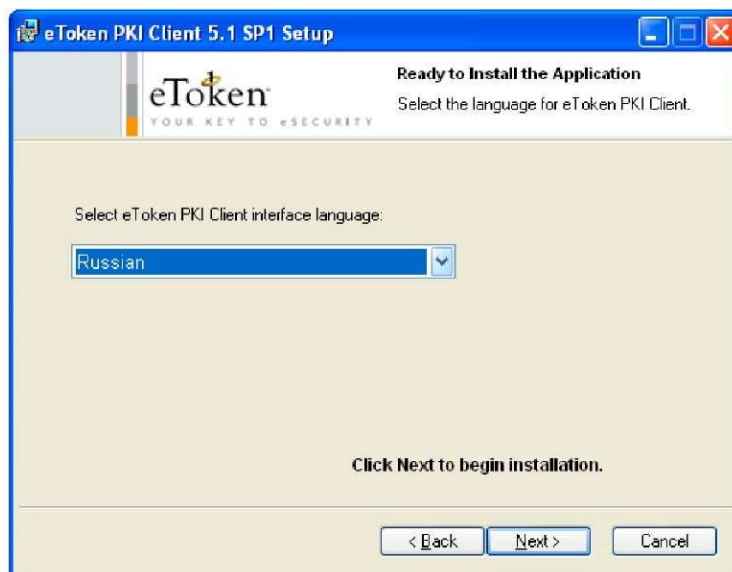 eToken PKI Client 5.1 SP1 Setup
eToken
YOUR KEY TO eSECURITY
Ready to Install the Application
Select the language for eToken PKI Client.
Select eToken PKI Client interface language:
Russian
Click Next to begin installation.
< Back
Next >
Cancel